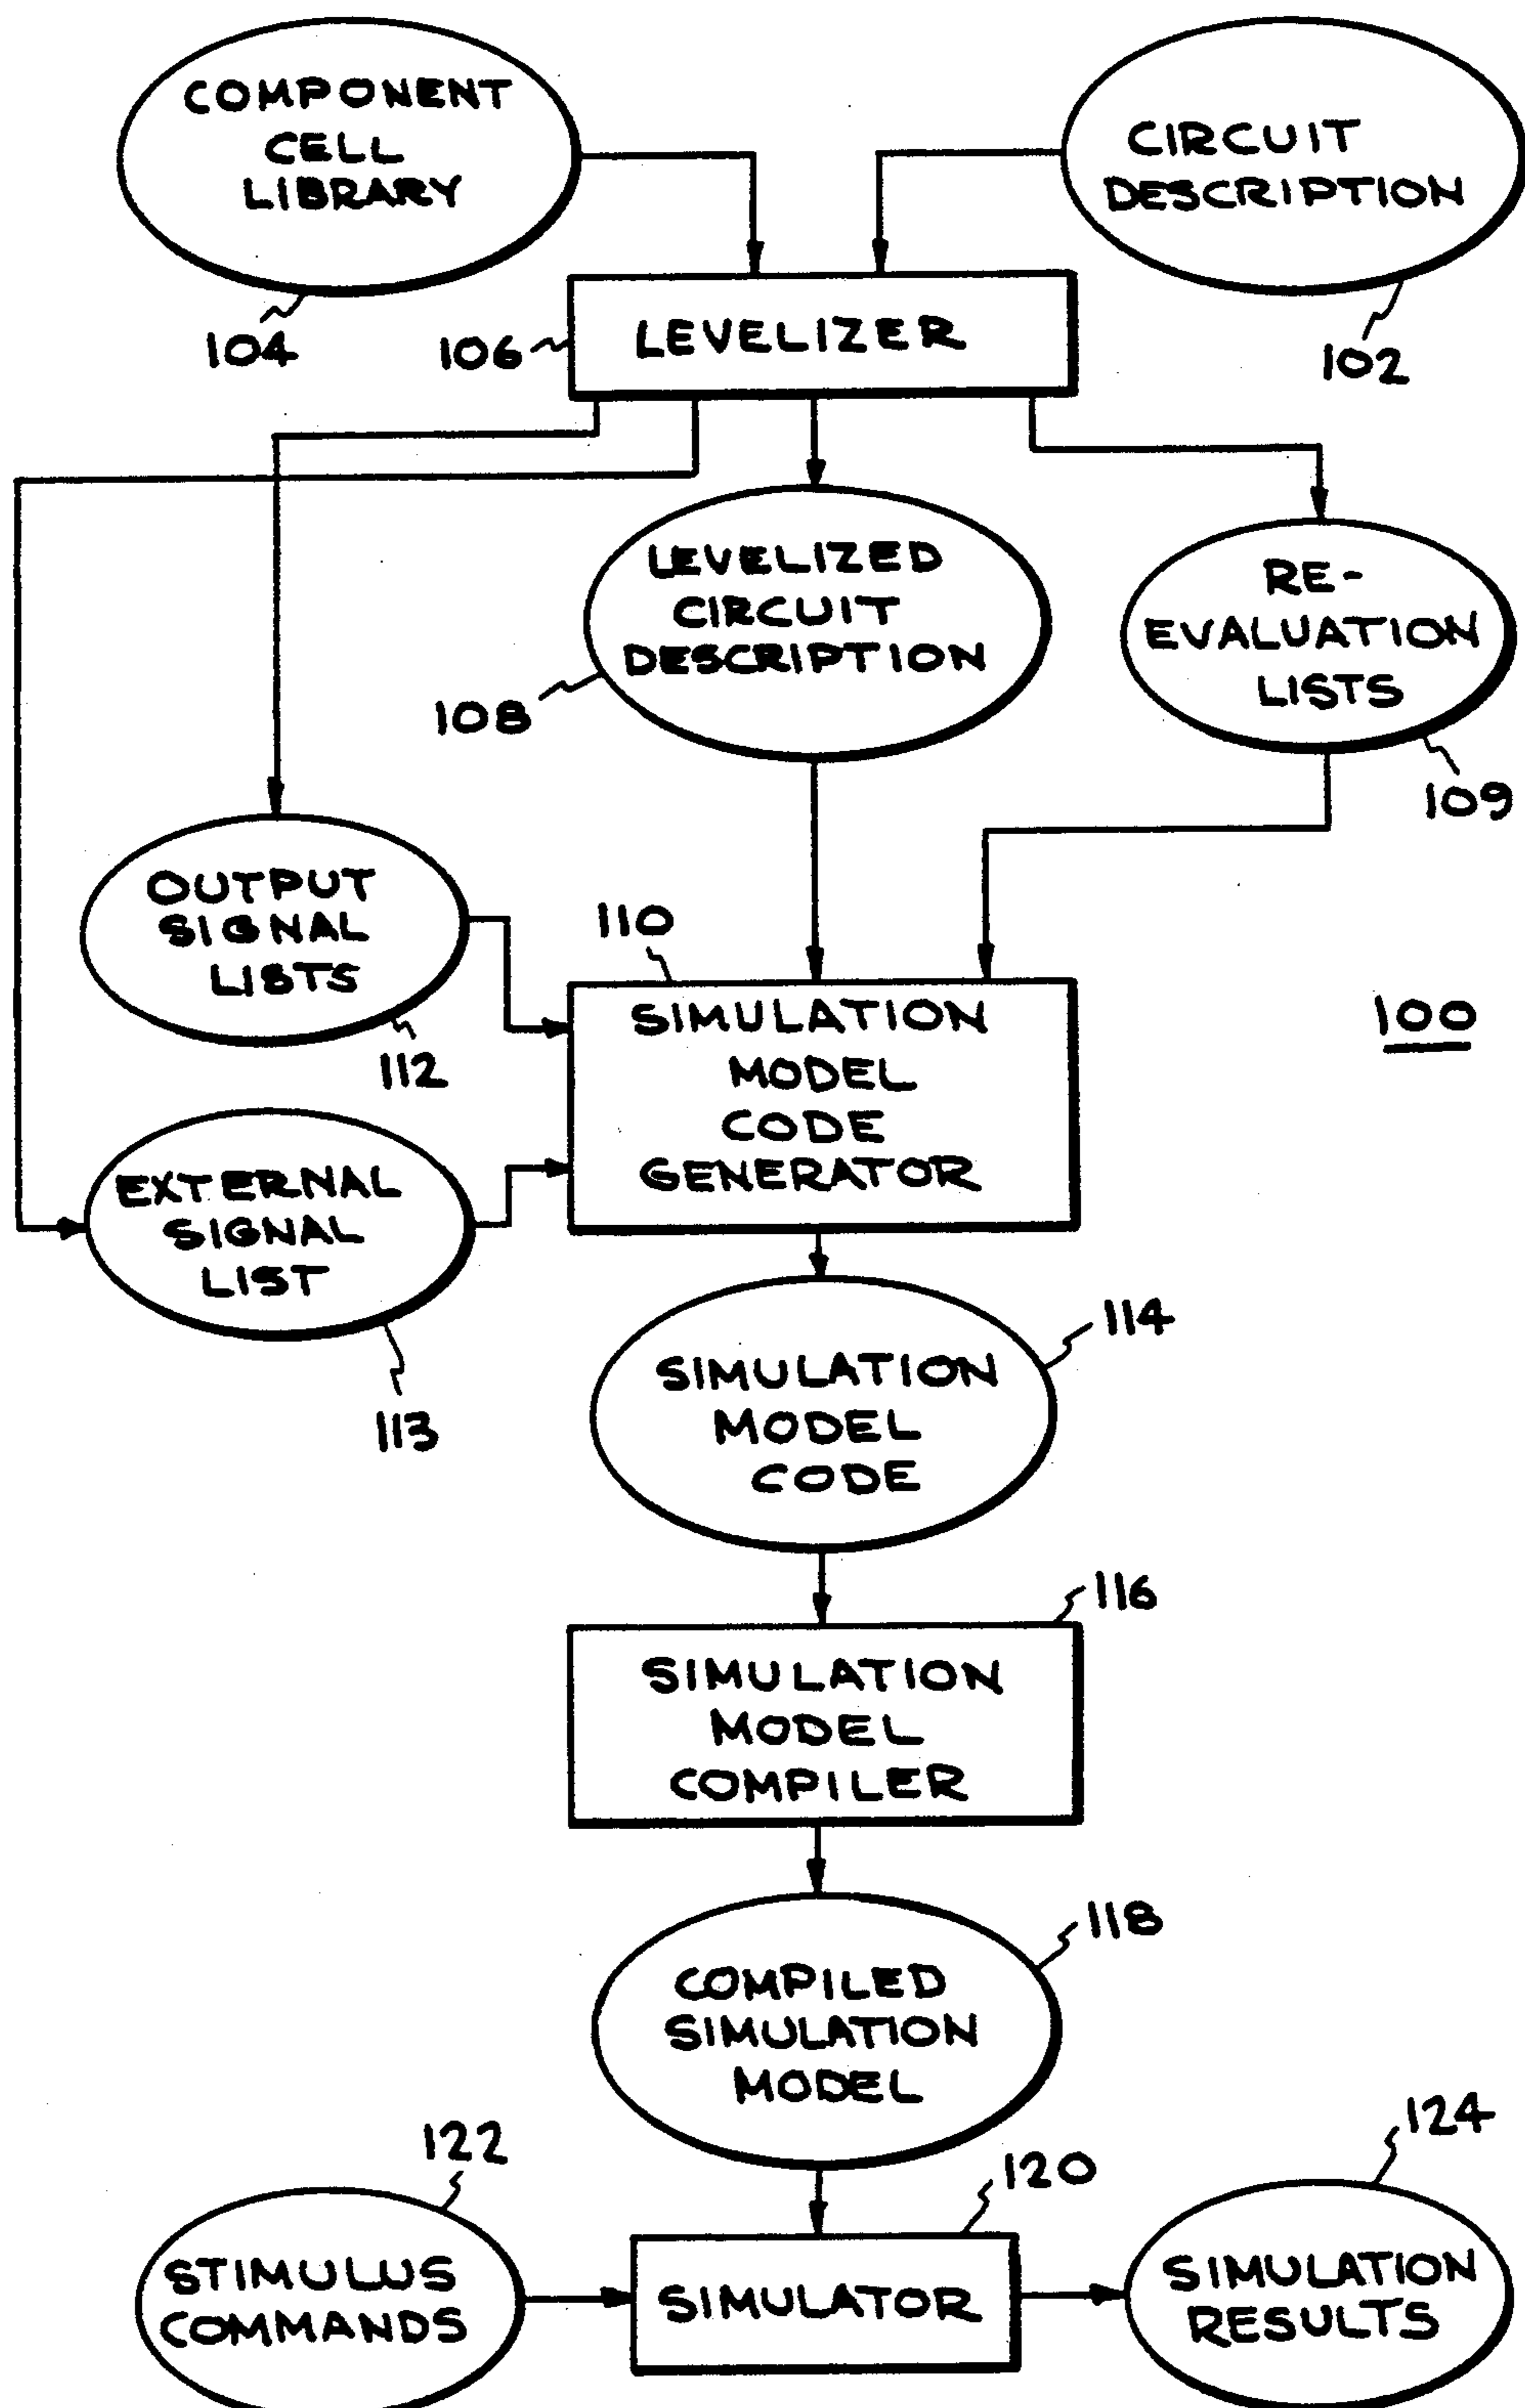 COMPONENT
CELL
LIBRARY
104
CIRCUIT
DESCRIPTION
102
106
LEVELIZER
LEVELIZED
CIRCUIT
DESCRIPTION
108
RE-
EVALUATION
LISTS
109
OUTPUT
SIGNAL
LISTS
112
110
SIMULATION
MODEL
CODE
GENERATOR
100
EXTERNAL
SIGNAL
LIST
113
SIMULATION
MODEL
CODE
114
116
SIMULATION
MODEL
COMPILER
118
COMPILED
SIMULATION
MODEL
122
STIMULUS
COMMANDS
120
SIMULATOR
124
SIMULATION
RESULTS